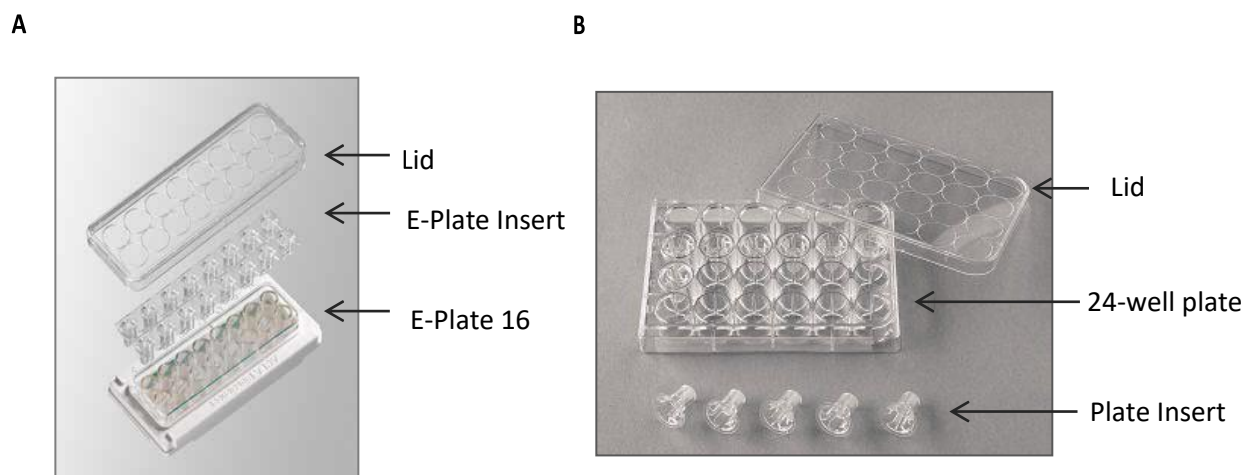 A
B
Lid
E-Plate Insert
E-Plate 16
Lid
24-well plate
Plate Insert